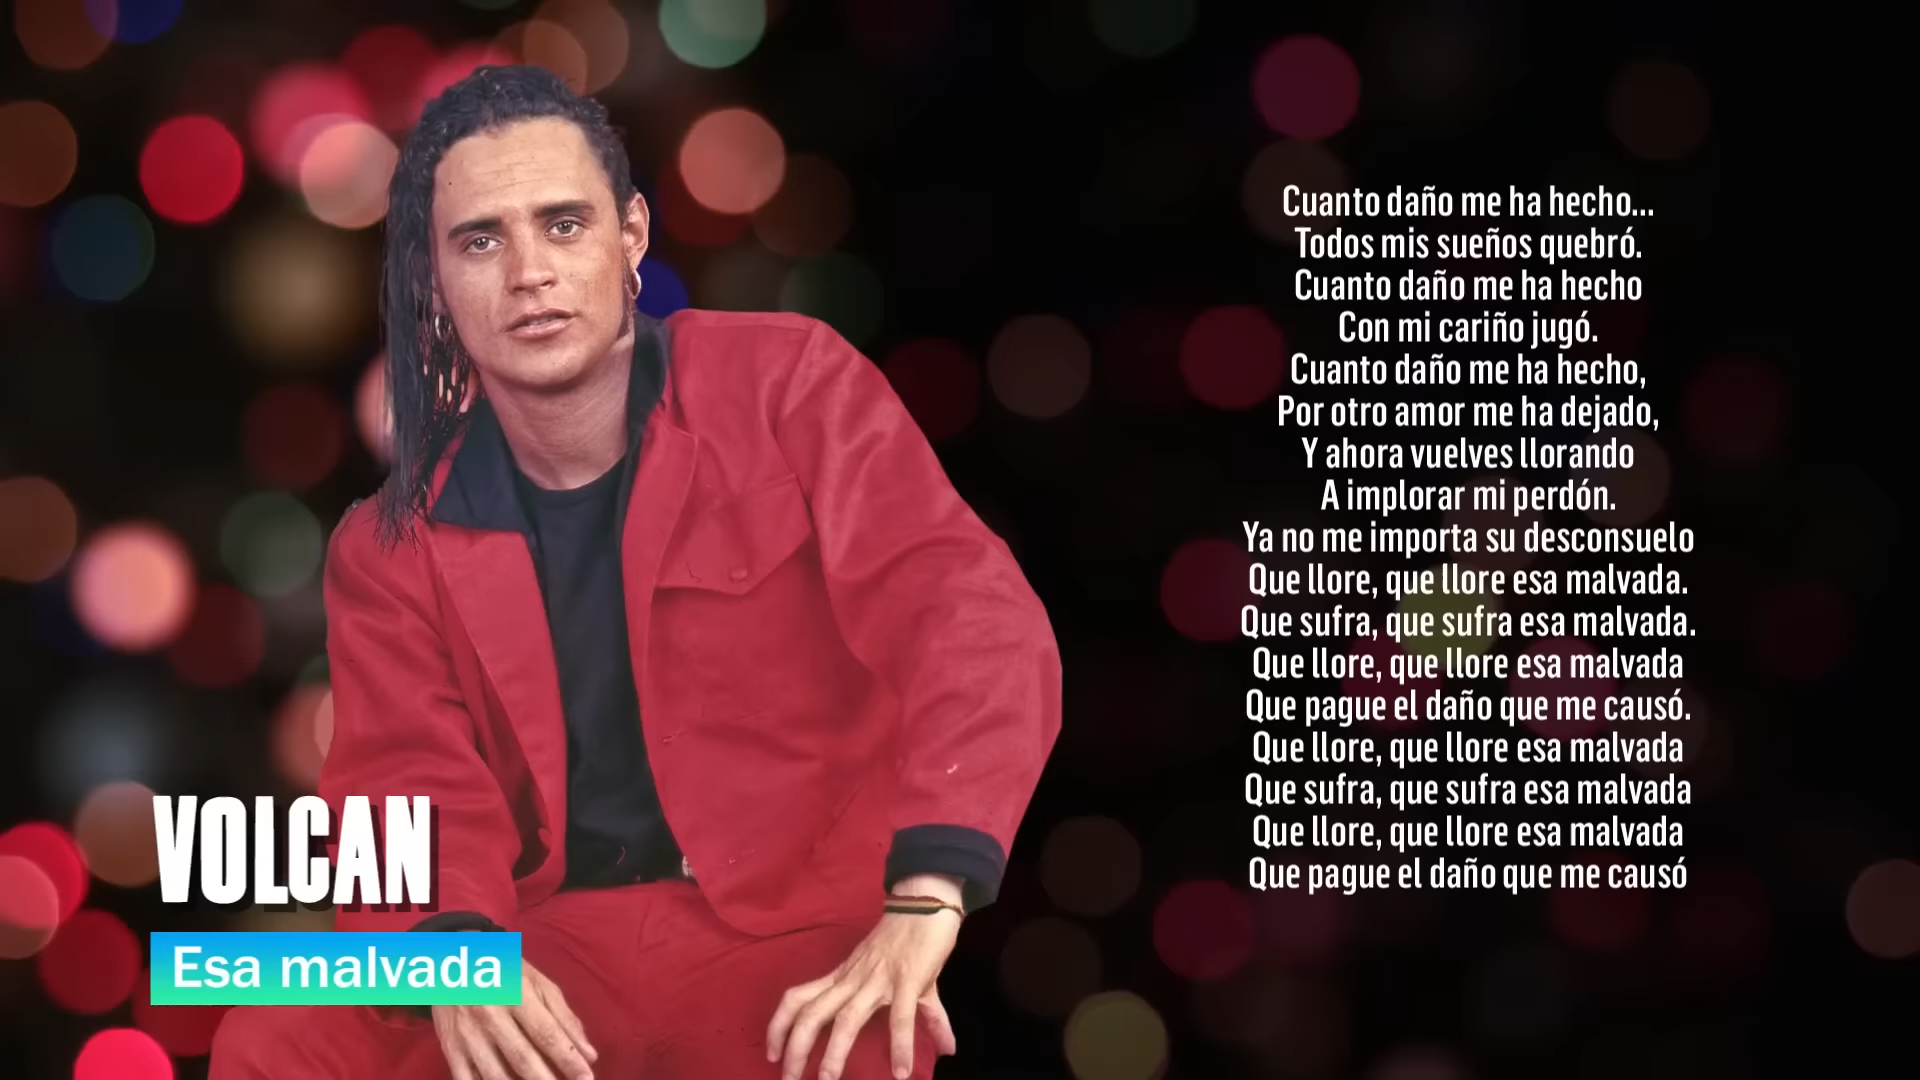 VOLCAN
Esa malvada
Cuanto daño me ha hecho...
Todos mis sueños quebró.
Cuanto daño me ha hecho
Con mi cariño jugó.
Cuanto daño me ha hecho,
Por otro amor me ha dejado,
Y ahora vuelves llorando
A implorar mi perdón.
Ya no me importa su desconsuelo
Que llore, que llore esa malvada.
Que sufra, que sufra esa malvada.
Que llore, que llore esa malvada
Que pague el daño que me causó.
Que llore, que llore esa malvada
Que sufra, que sufra esa malvada
Que llore, que llore esa malvada
Que pague el daño que me causó